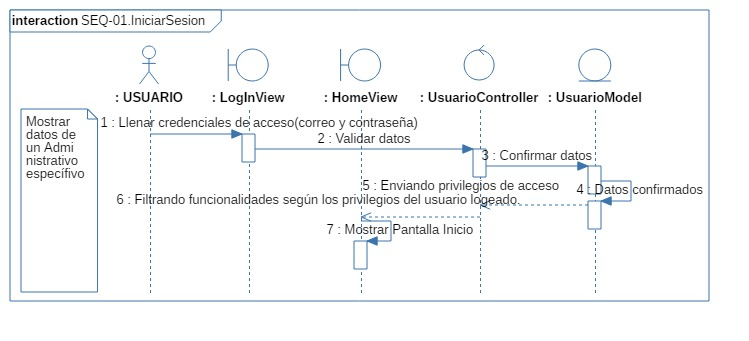 interaction SEQ-01.IniciarSesion
: USUARIO
: LogInView
: HomeView
: UsuarioController
: UsuarioModel
Mostrar
datos de
un Admi
nistrativo
específivo
1 : Llenar credenciales de acceso(correo y contraseña)
2 : Validar datos
3 : Confirmar datos
4 : Datos confirmados
5 : Enviando privilegios de acceso
6 : Filtrando funcionalidades según los privilegios del usuario logeado.
7 : Mostrar Pantalla Inicio